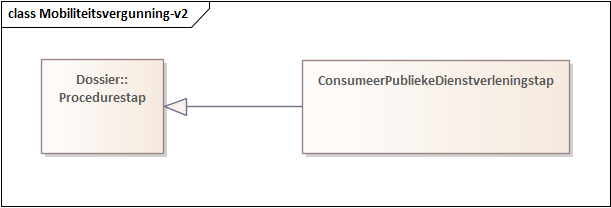 class Mobiliteitsvergunning-v2
Dossier::
Procedurestap
ConsumeerPubliekeDienstverleningstap